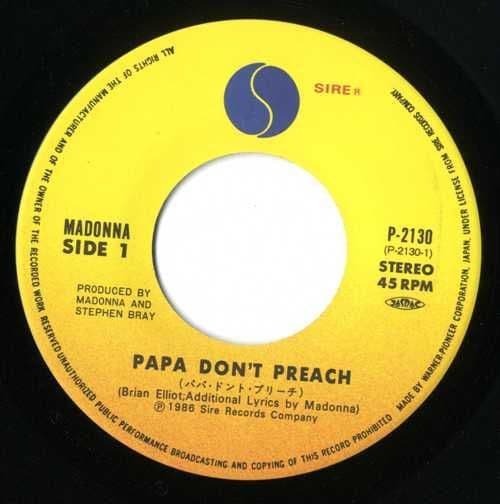 SIRE®
MADONNA
SIDE 1
P-2130
(P-2130-1)
STEREO
45 RPM
JASRAC
PRODUCED BY
MADONNA AND
STEPHEN BRAY
PAPA DON'T PREACH
(パパ・ドント・プリーチ)
(Brian Elliot;Additional Lyrics by Madonna)
Ⓟ 1986 Sire Records Company
ALL RIGHTS OF THE MANUFACTURER AND OF THE OWNER OF THE RECORDED WORK RESERVED UNAUTHORIZED PUBLIC PERFORMANCE BROADCASTING AND COPYING OF THIS RECORD PROHIBITED MADE BY WARNER-PIONEER CORPORATION, JAPAN, UNDER LICENSE FROM SIRE RECORDS COMPANY.